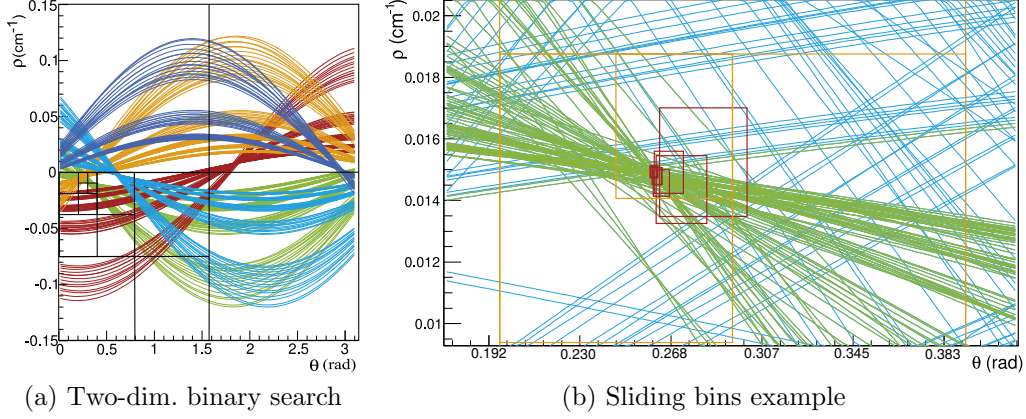 ρ(cm⁻¹)
0.15
0.1
0.05
0
-0.05
-0.1
-0.15
0 0.5 1 1.5 2 2.5 3
Θ (rad)
(a) Two-dim. binary search
ρ (cm⁻¹)
0.02
0.018
0.016
0.014
0.012
0.01
0.192 0.230 0.268 0.307 0.345 0.383
θ (rad)
(b) Sliding bins example